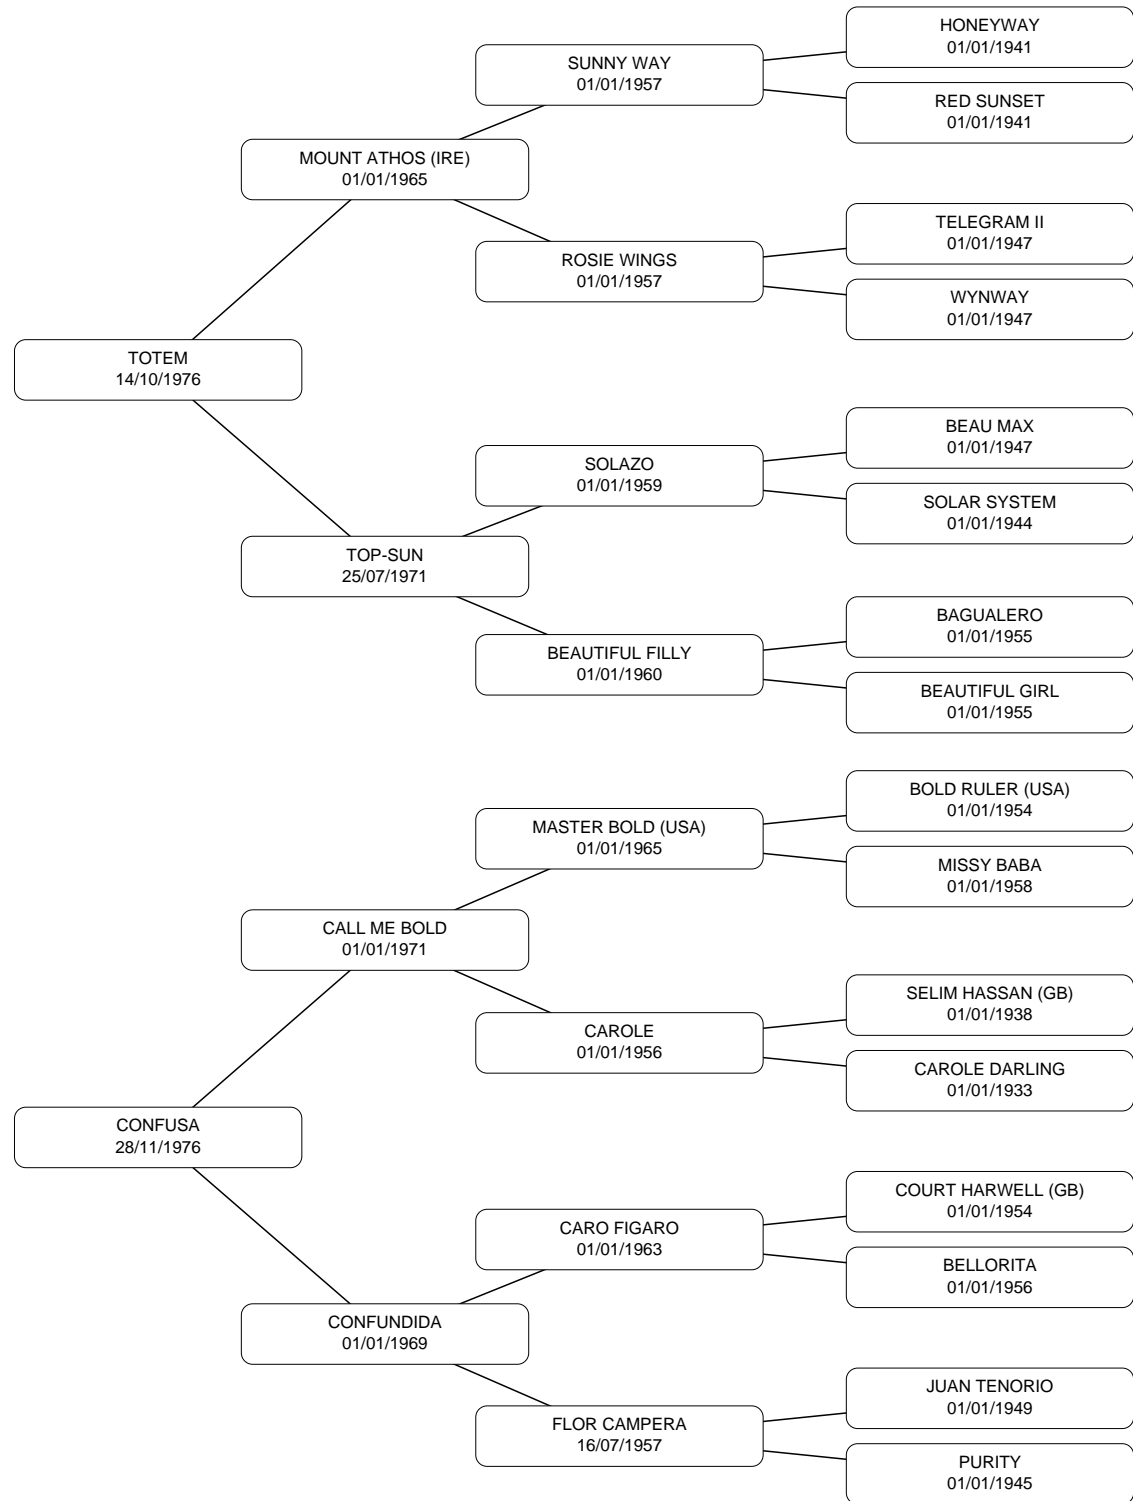 HONEYWAY
01/01/1941
SUNNY WAY
01/01/1957
RED SUNSET
01/01/1941
MOUNT ATHOS (IRE)
01/01/1965
TELEGRAM II
01/01/1947
ROSIE WINGS
01/01/1957
WYNWAY
01/01/1947
TOTEM
14/10/1976
BEAU MAX
01/01/1947
SOLAZO
01/01/1959
SOLAR SYSTEM
01/01/1944
TOP-SUN
25/07/1971
BAGUALERO
01/01/1955
BEAUTIFUL FILLY
01/01/1960
BEAUTIFUL GIRL
01/01/1955
BOLD RULER (USA)
01/01/1954
MASTER BOLD (USA)
01/01/1965
MISSY BABA
01/01/1958
CALL ME BOLD
01/01/1971
SELIM HASSAN (GB)
01/01/1938
CAROLE
01/01/1956
CAROLE DARLING
01/01/1933
CONFUSA
28/11/1976
COURT HARWELL (GB)
01/01/1954
CARO FIGARO
01/01/1963
BELLORITA
01/01/1956
CONFUNDIDA
01/01/1969
JUAN TENORIO
01/01/1949
FLOR CAMPERA
16/07/1957
PURITY
01/01/1945